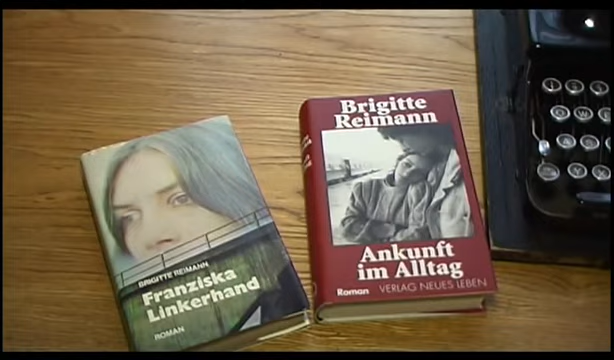 BRIGITTE REIMANN
Franziska
Linkerhand
ROMAN
Brigitte
Reimann
Ankunft
im Alltag
Roman VERLAG NEUES LEBEN